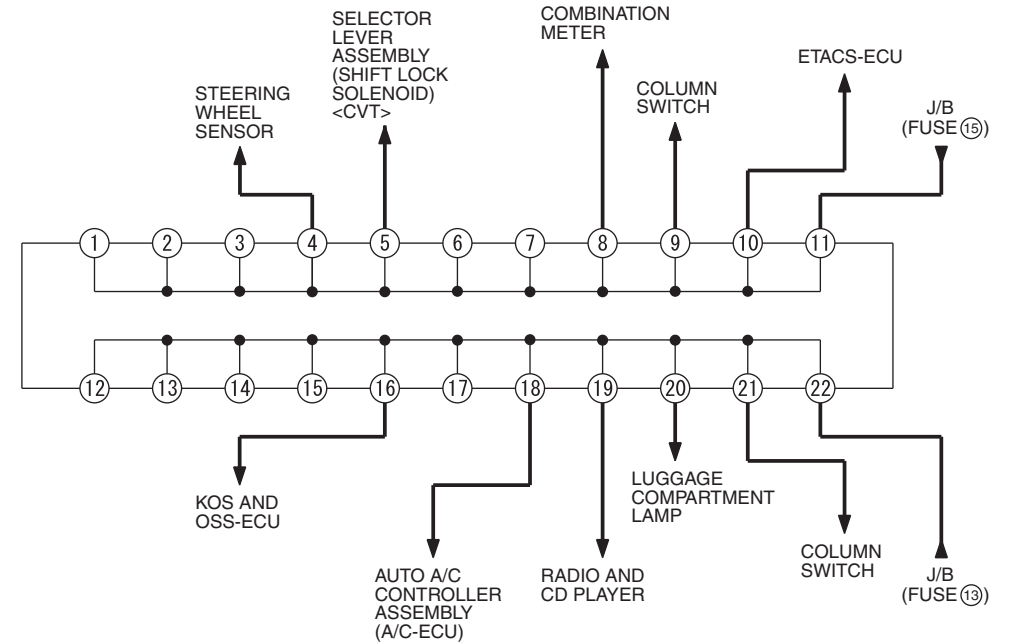 SELECTOR
LEVER
ASSEMBLY
(SHIFT LOCK
SOLENOID)
<CVT>
COMBINATION
METER
ETACS-ECU
STEERING
WHEEL
SENSOR
COLUMN
SWITCH
J/B
(FUSE ⑮)
1 2 3 4 5 6 7 8 9 10 11
12 13 14 15 16 17 18 19 20 21 22
KOS AND
OSS-ECU
LUGGAGE
COMPARTMENT
LAMP
COLUMN
SWITCH
AUTO A/C
CONTROLLER
ASSEMBLY
(A/C-ECU)
RADIO AND
CD PLAYER
J/B
(FUSE ⑬)